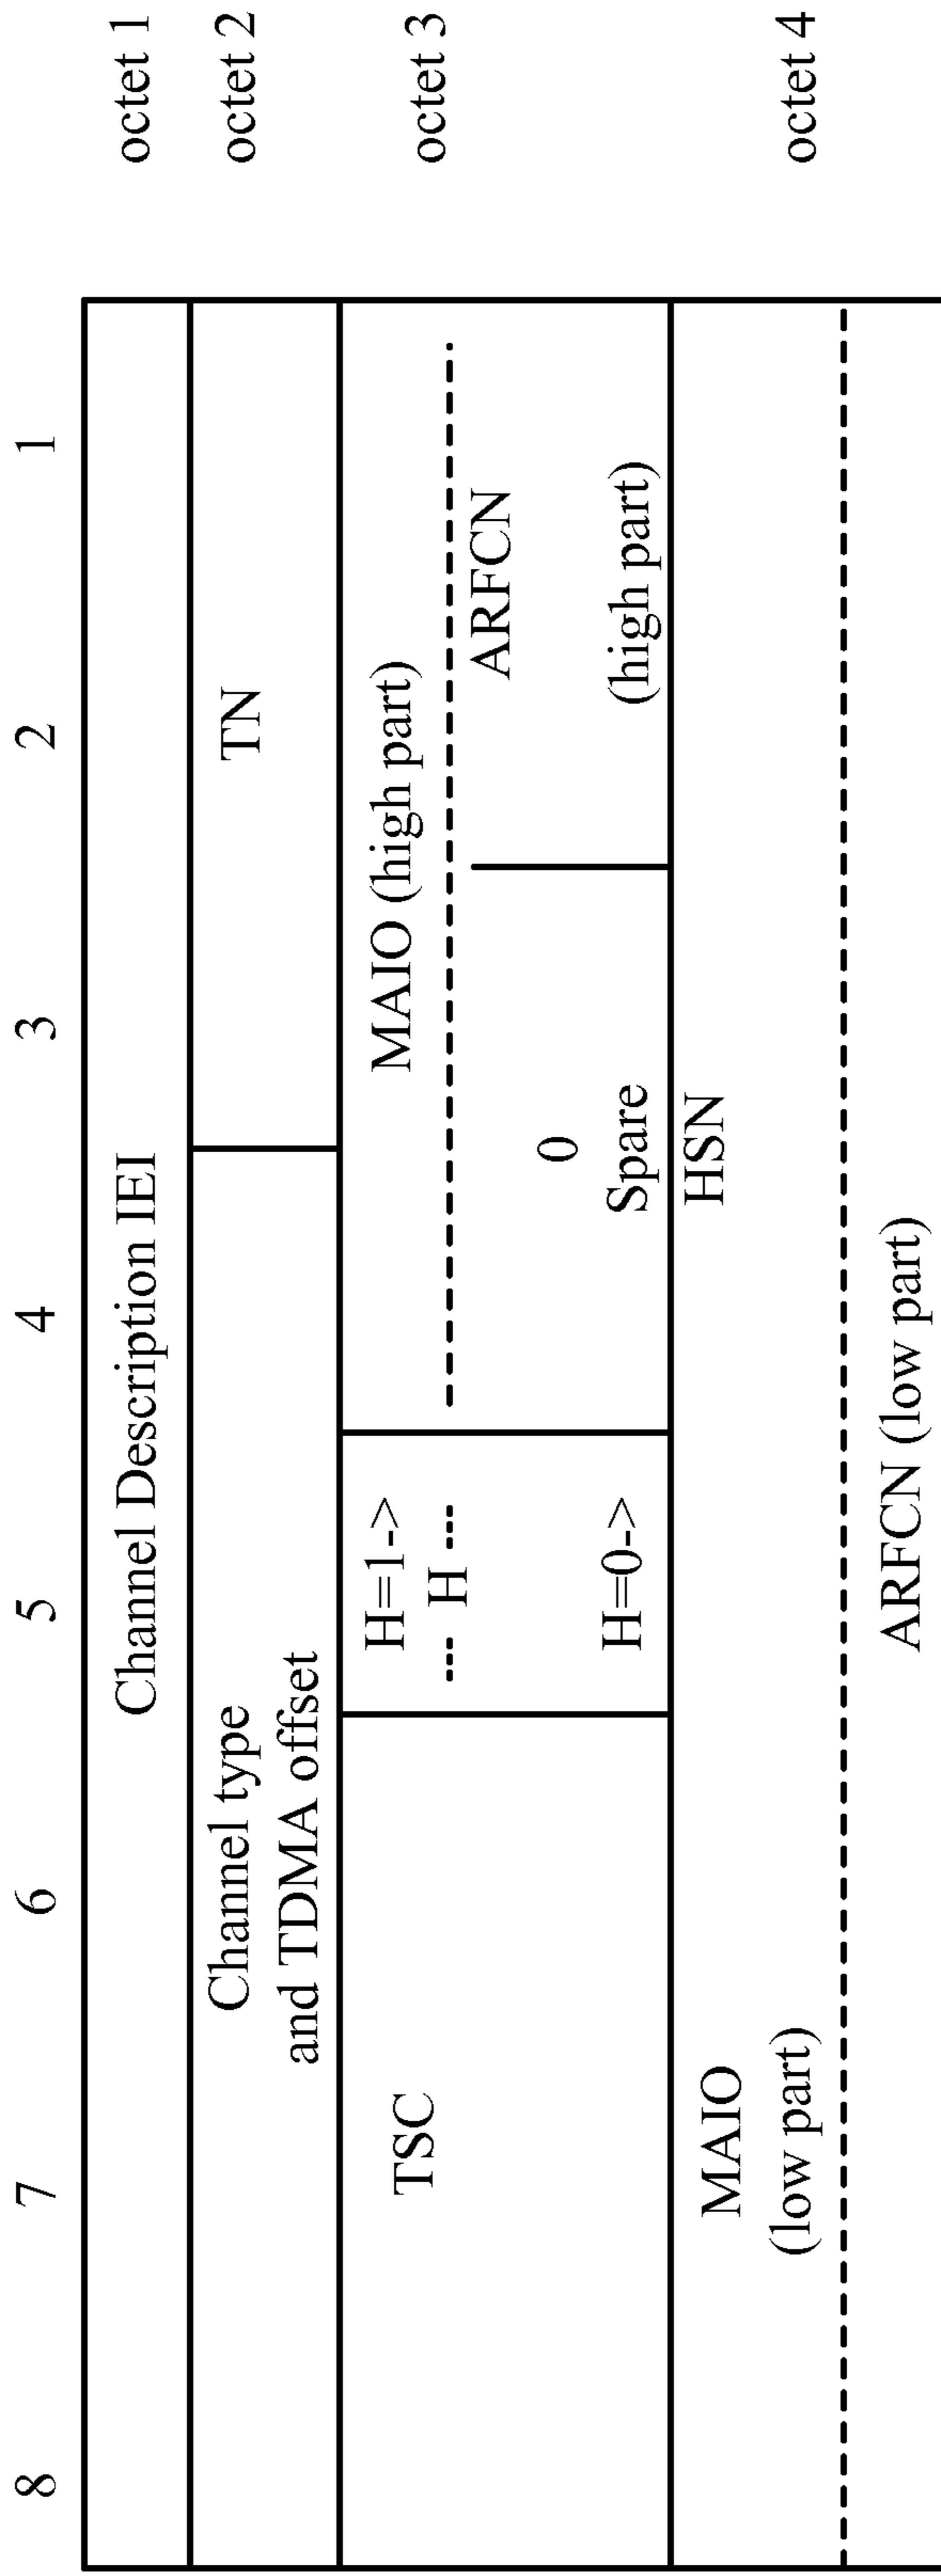 8 7 6 5 4 3 2 1
Channel Description IEI octet 1
Channel type
and TDMA offset
TN
octet 2
TSC
H=1->
--- H ---
H=0->
MAIO (high part)
0
Spare
ARFCN
(high part)
octet 3
MAIO
(low part)
HSN
octet 4
ARFCN (low part)